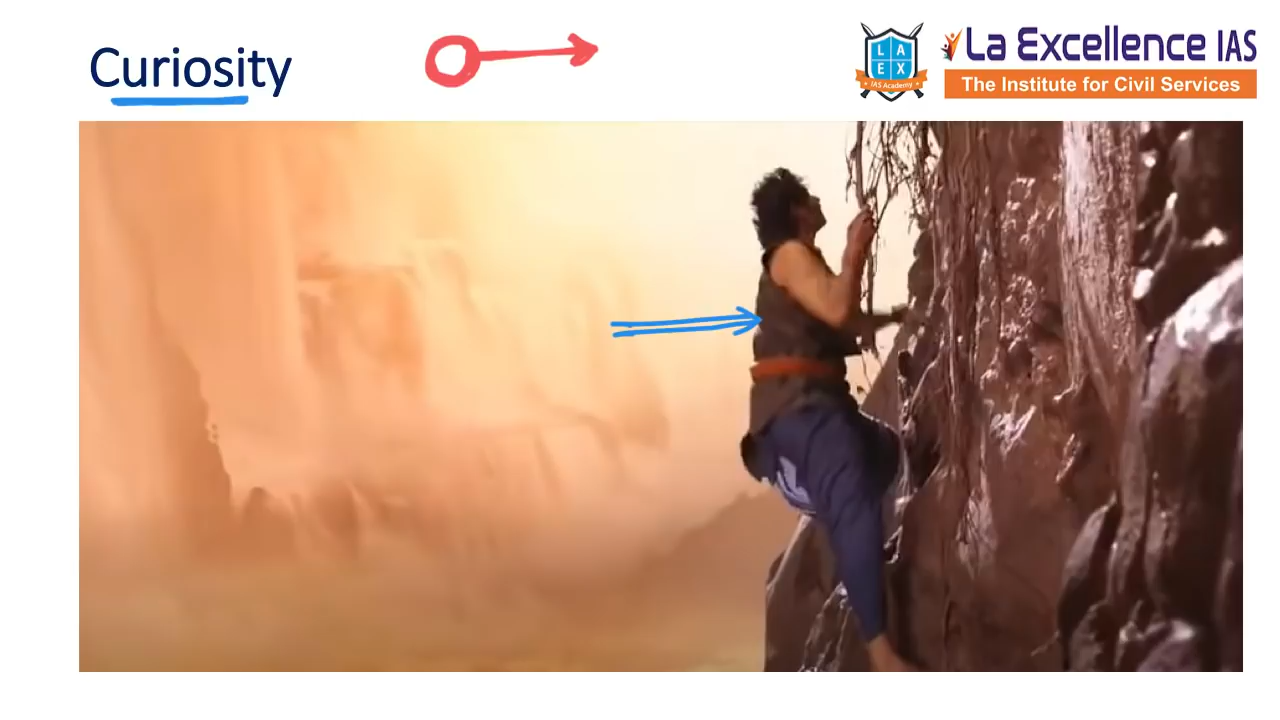 Curiosity
LA
EX
IAS Academy
La Excellence IAS
The Institute for Civil Services